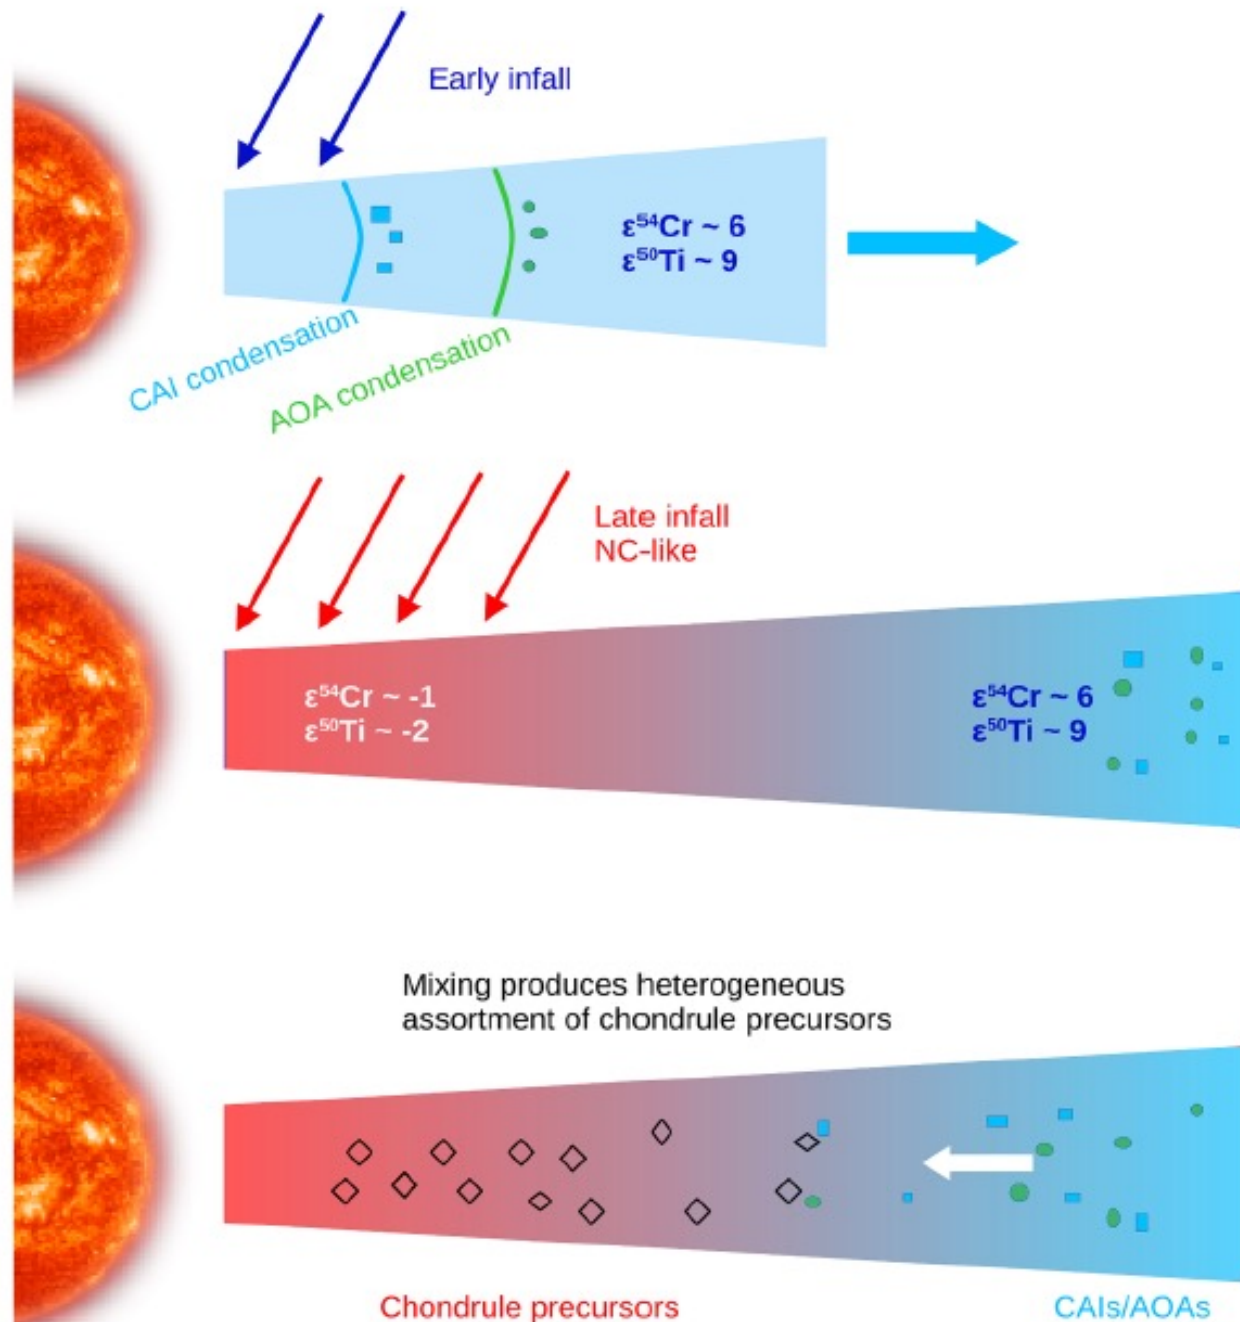 Early infall
ε⁵⁴Cr ~ 6
ε⁵⁰Ti ~ 9
CAI condensation
AOA condensation
Late infall
NC-like
ε⁵⁴Cr ~ -1
ε⁵⁰Ti ~ -2
ε⁵⁴Cr ~ 6
ε⁵⁰Ti ~ 9
Mixing produces heterogeneous
assortment of chondrule precursors
Chondrule precursors
CAIs/AOAs